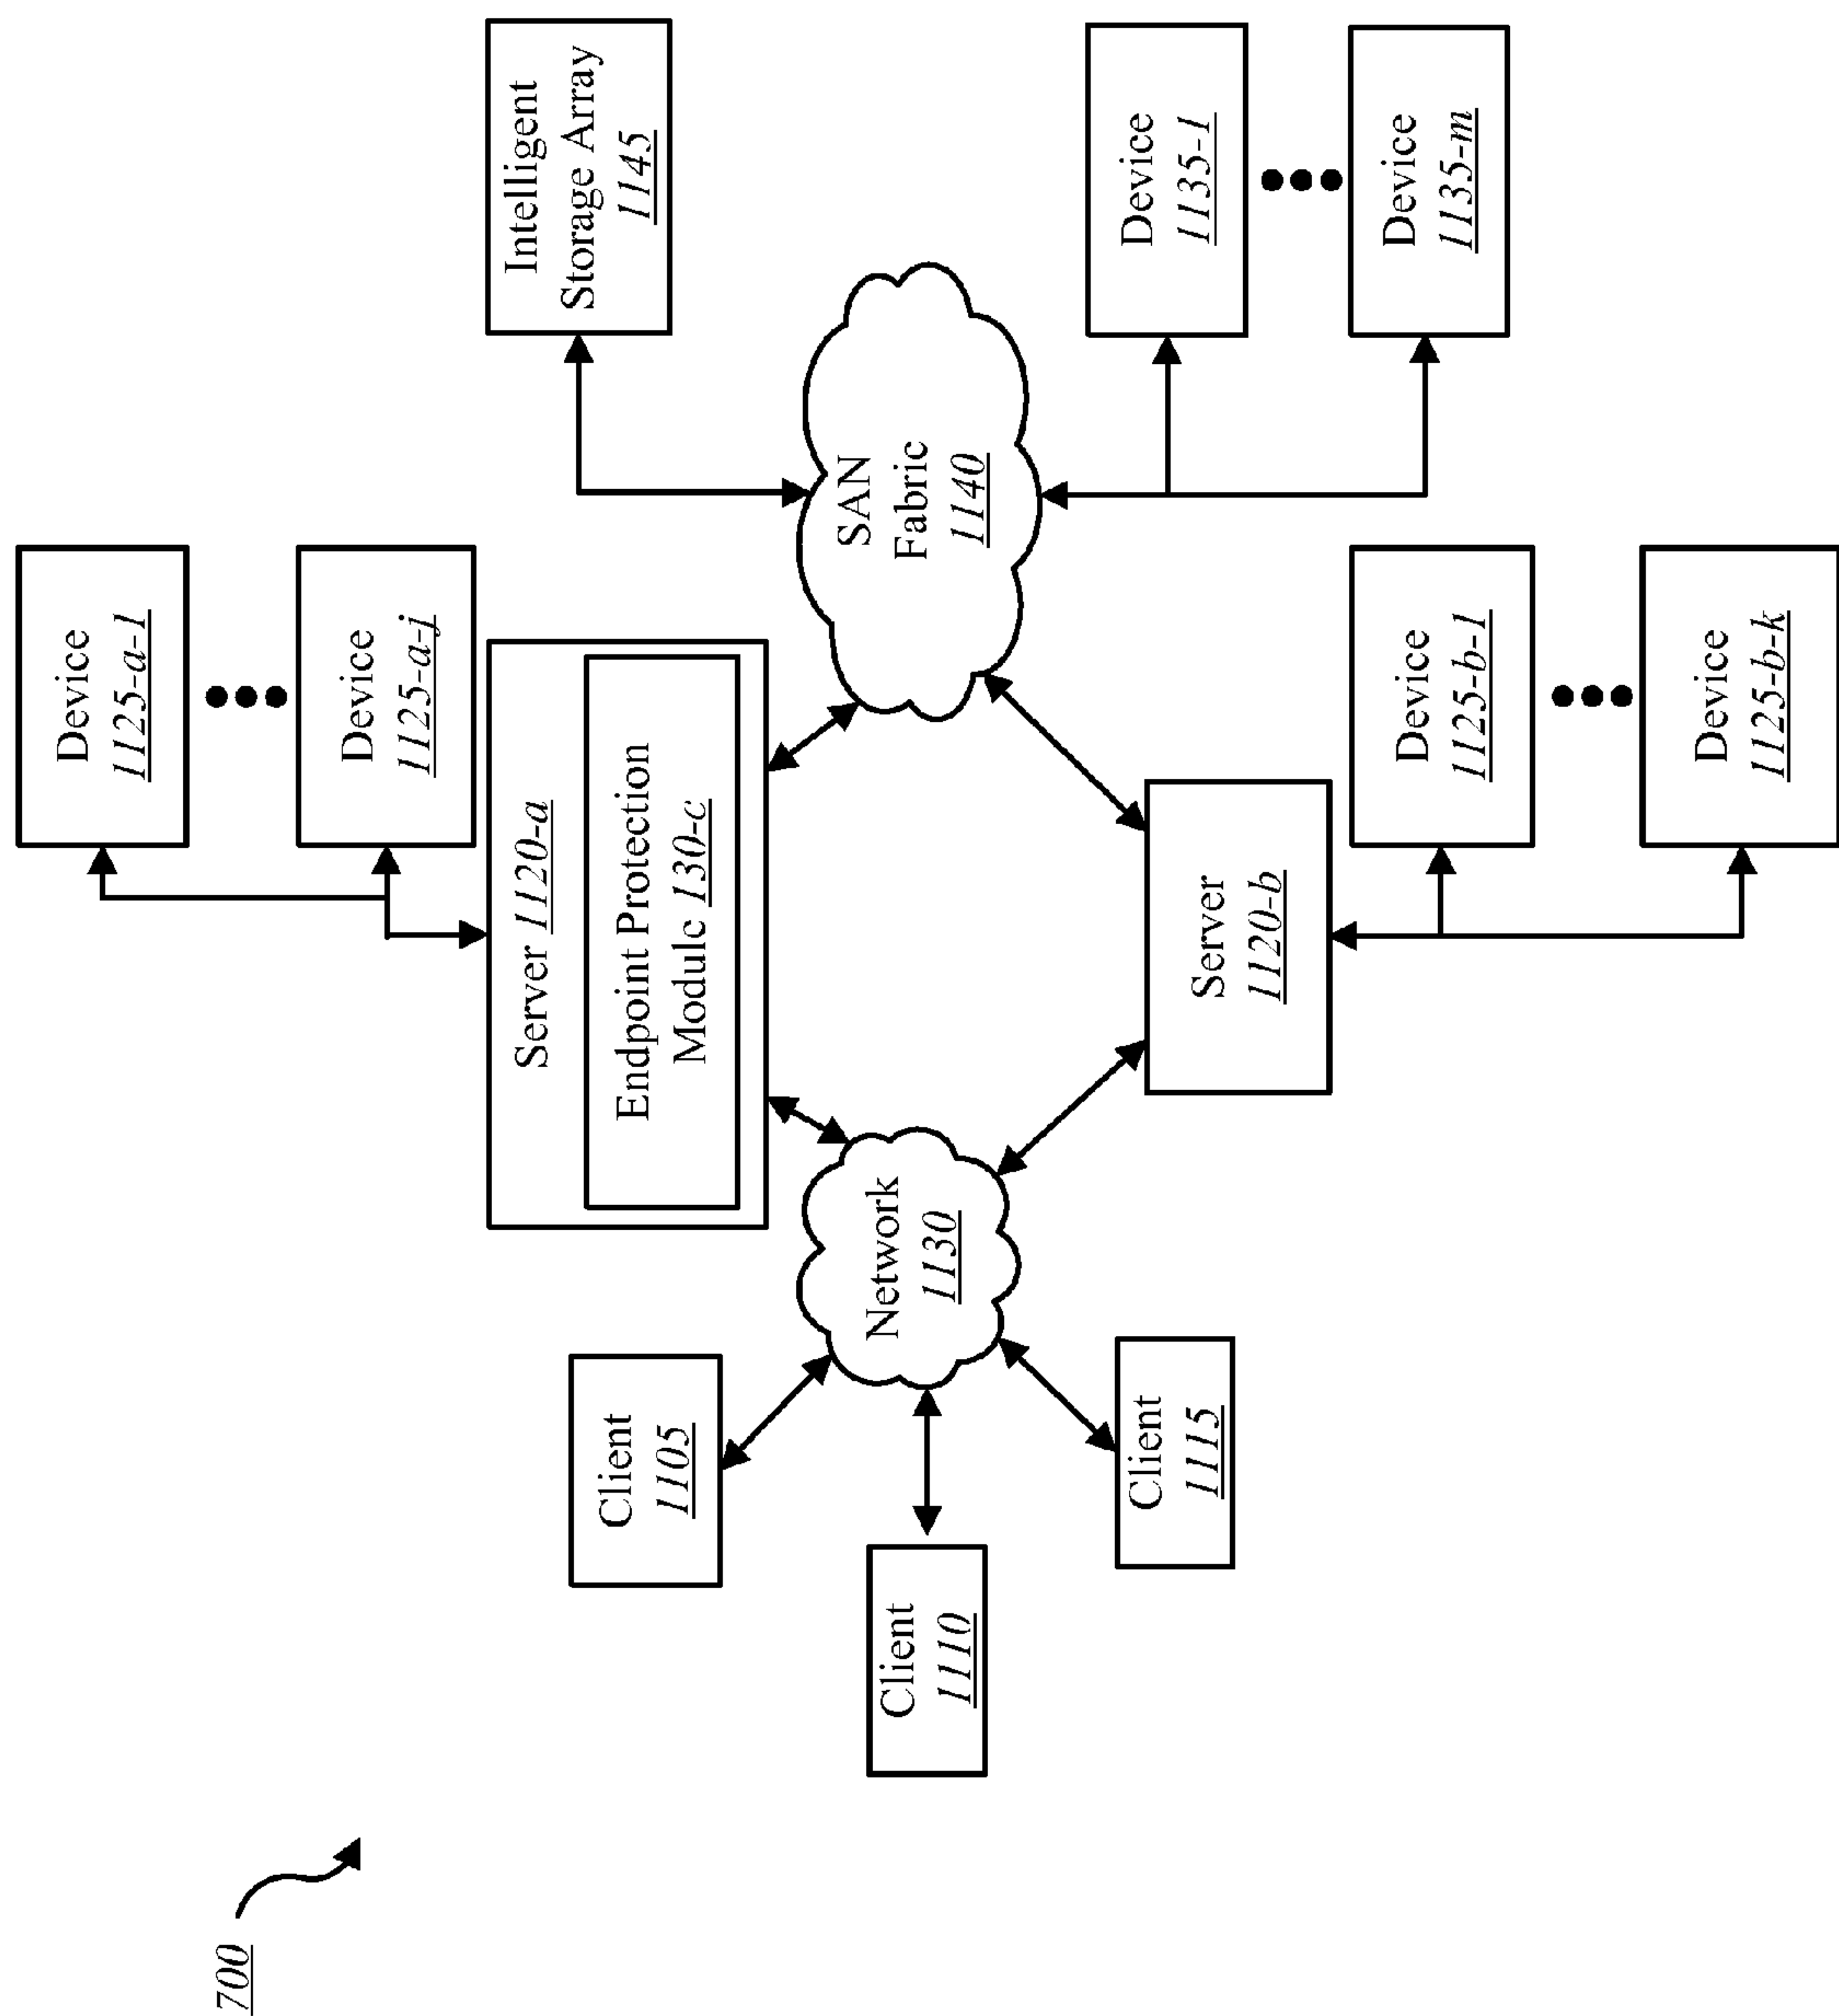 700
Device
1125-a-1
Device
1125-a-j
Intelligent
Storage Array
1145
Server 1120-a
Endpoint Protection
Module 130-c
Client
1105
Client
1110
Client
1115
Network
1130
SAN
Fabric
1140
Server
1120-b
Device
1135-1
Device
1135-m
Device
1125-b-1
Device
1125-b-k